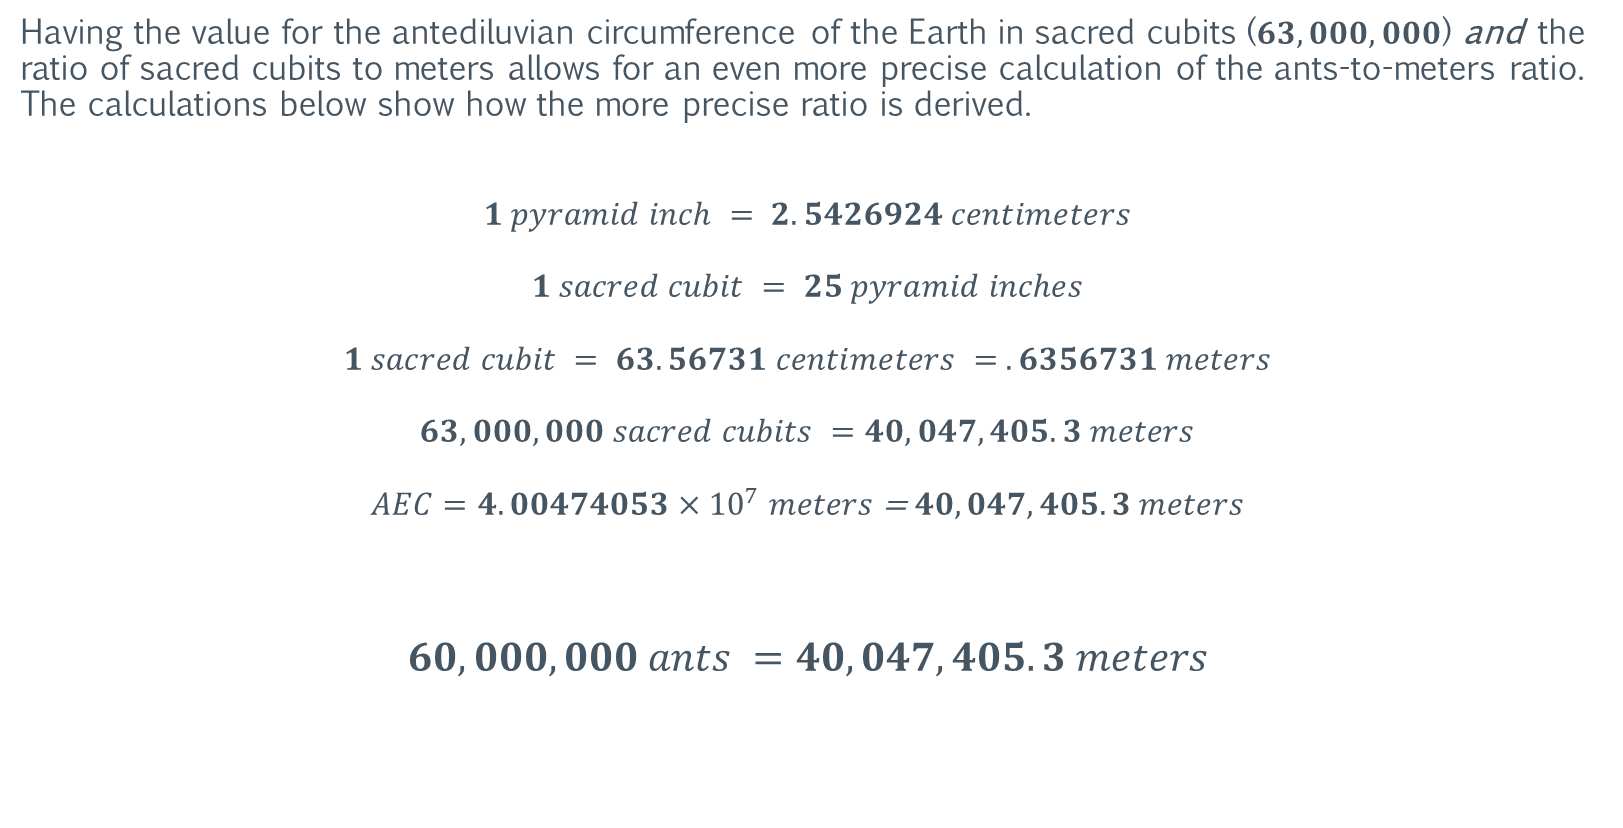 Having the value for the antediluvian circumference of the Earth in sacred cubits (63,000,000) and the
ratio of sacred cubits to meters allows for an even more precise calculation of the ants-to-meters ratio.
The calculations below show how the more precise ratio is derived.
1 pyramid inch = 2.5426924 centimeters
1 sacred cubit = 25 pyramid inches
1 sacred cubit = 63.56731 centimeters = .6356731 meters
63,000,000 sacred cubits = 40,047,405.3 meters
AEC = 4.00474053 × 10⁷ meters = 40,047,405.3 meters
60,000,000 ants = 40,047,405.3 meters